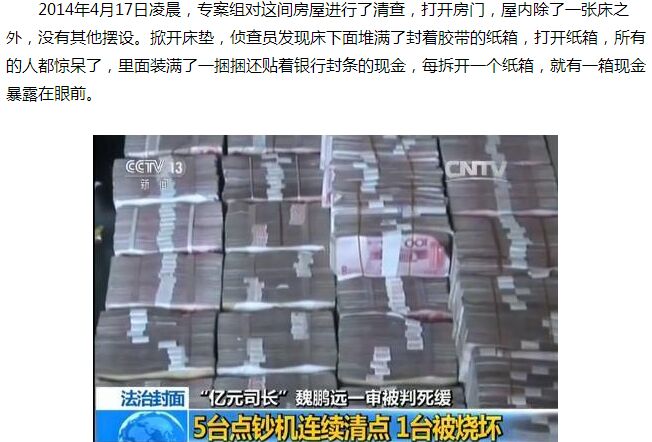 2014年4月17日凌晨，专案组对这间房屋进行了清查，打开房门，屋内除了一张床之
外，没有其他摆设。掀开床垫，侦查员发现床下面堆满了封着胶带的纸箱，打开纸箱，所有
的人都惊呆了，里面装满了一捆捆还贴着银行封条的现金，每拆开一个纸箱，就有一箱现金
暴露在眼前。
CCTV 13
新闻
CNTV
100
法治封面
“亿元司长”魏鹏远一审被判死缓
5台点钞机连续清点 1台被烧坏